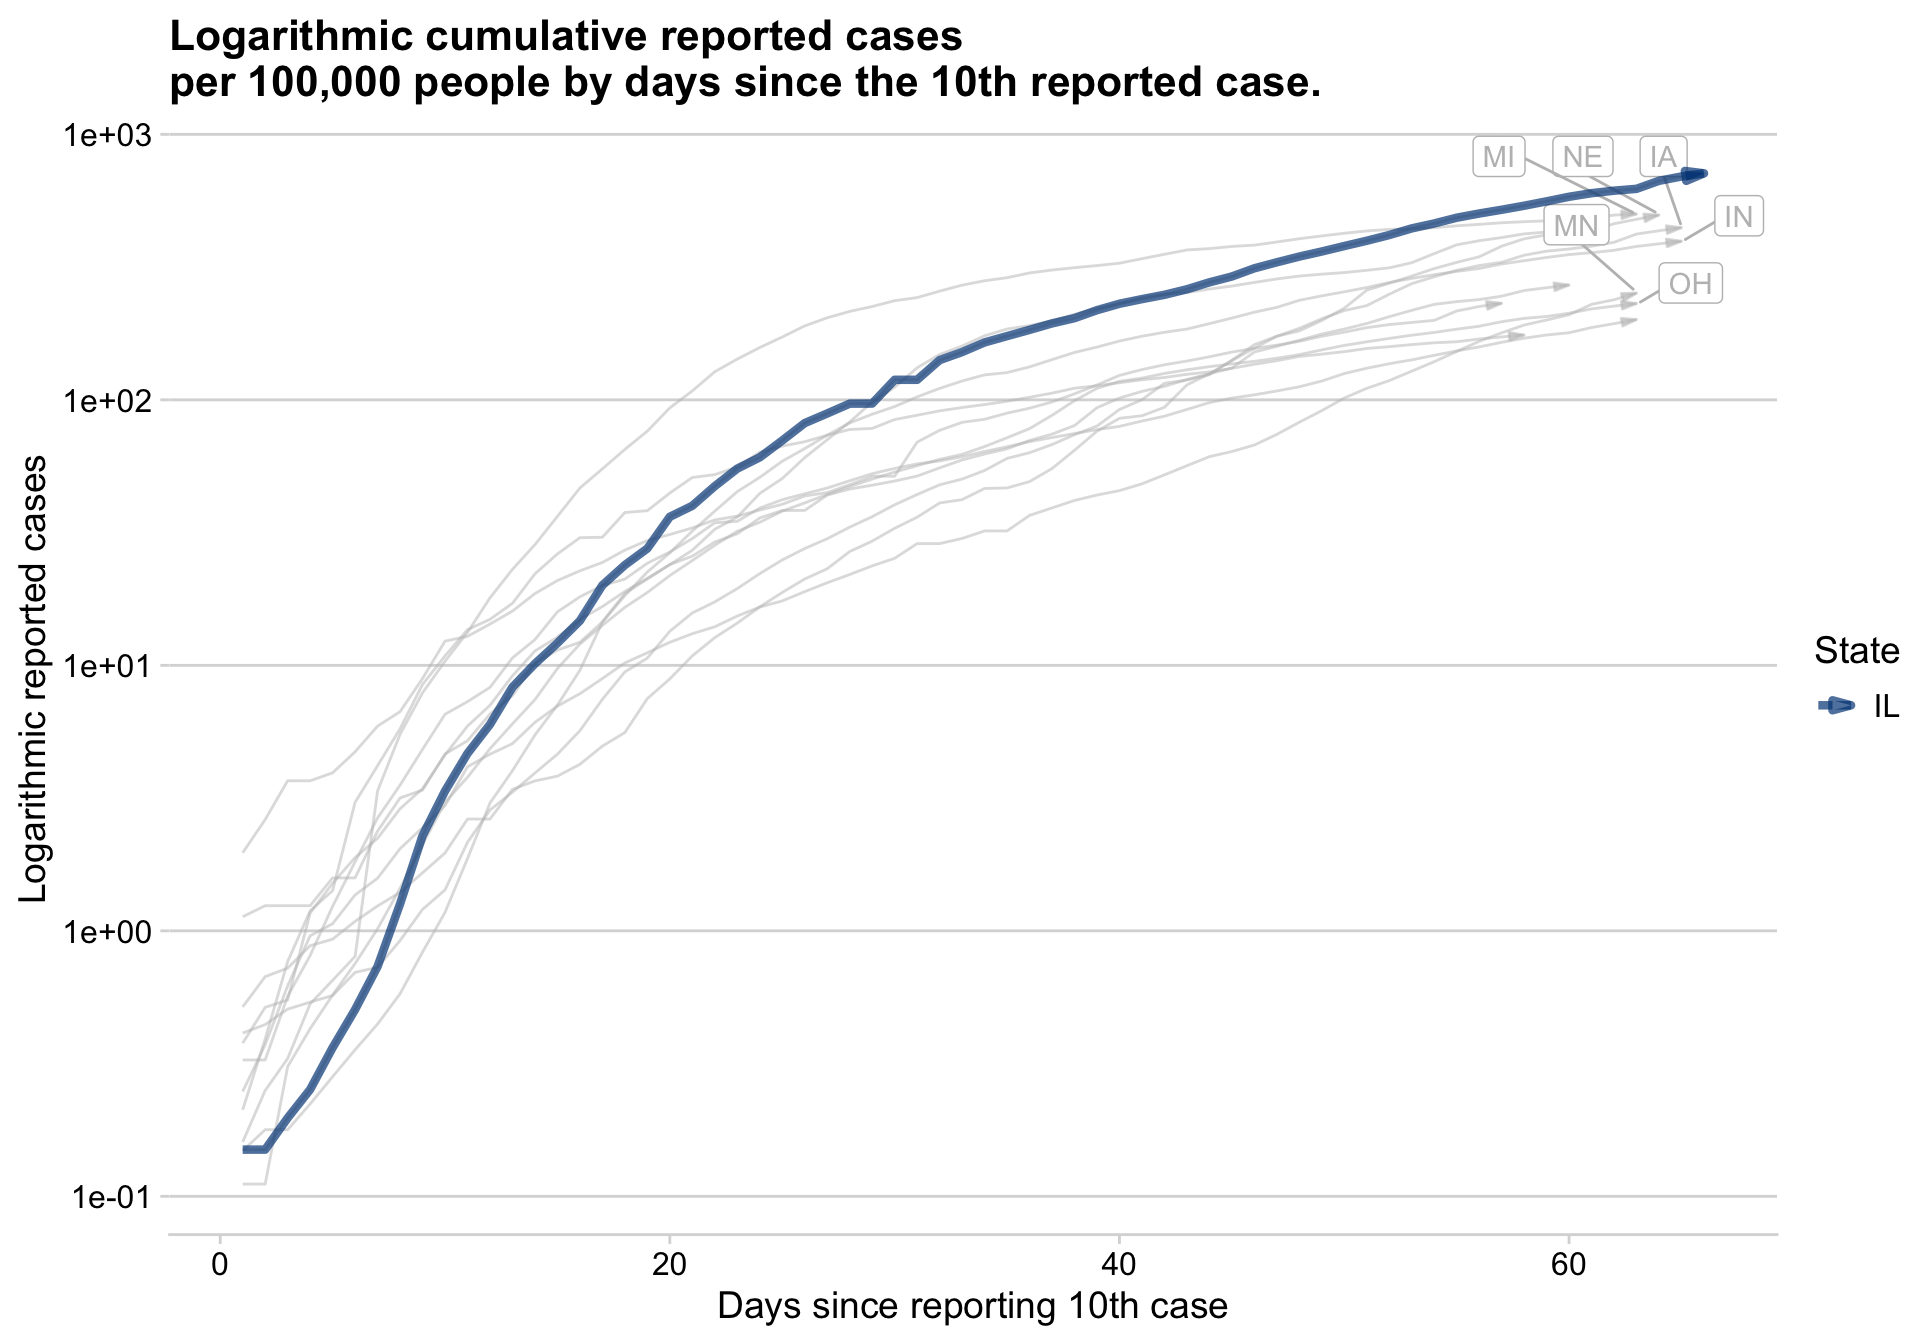 Logarithmic cumulative reported cases
per 100,000 people by days since the 10th reported case.
1e+03
1e+02
1e+01
1e+00
1e-01
Logarithmic reported cases
MI
NE
IA
IN
MN
OH
State
IL
0
20
40
60
Days since reporting 10th case